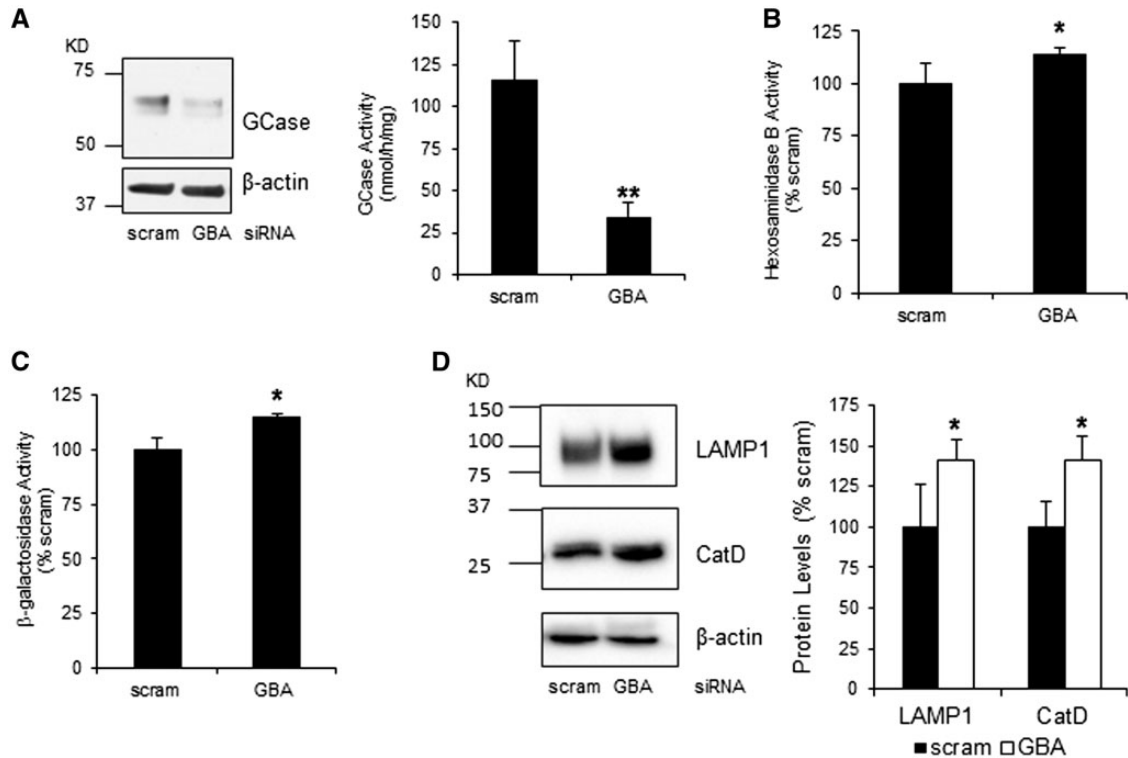 A
KD
75
50
37
GCase
β-actin
scram GBA siRNA
GCase Activity
(nmol/h/mg)
150
125
100
75
50
25
0
**
scram GBA
B
Hexosaminidase B Activity
(% scram)
125
100
75
50
25
0
*
scram GBA
C
β-galactosidase Activity
(% scram)
125
100
75
50
25
0
*
scram GBA
D
KD
150
100
75
37
25
LAMP1
CatD
β-actin
scram GBA siRNA
Protein Levels (% scram)
175
150
125
100
75
50
25
0
* *
LAMP1 CatD
scram GBA